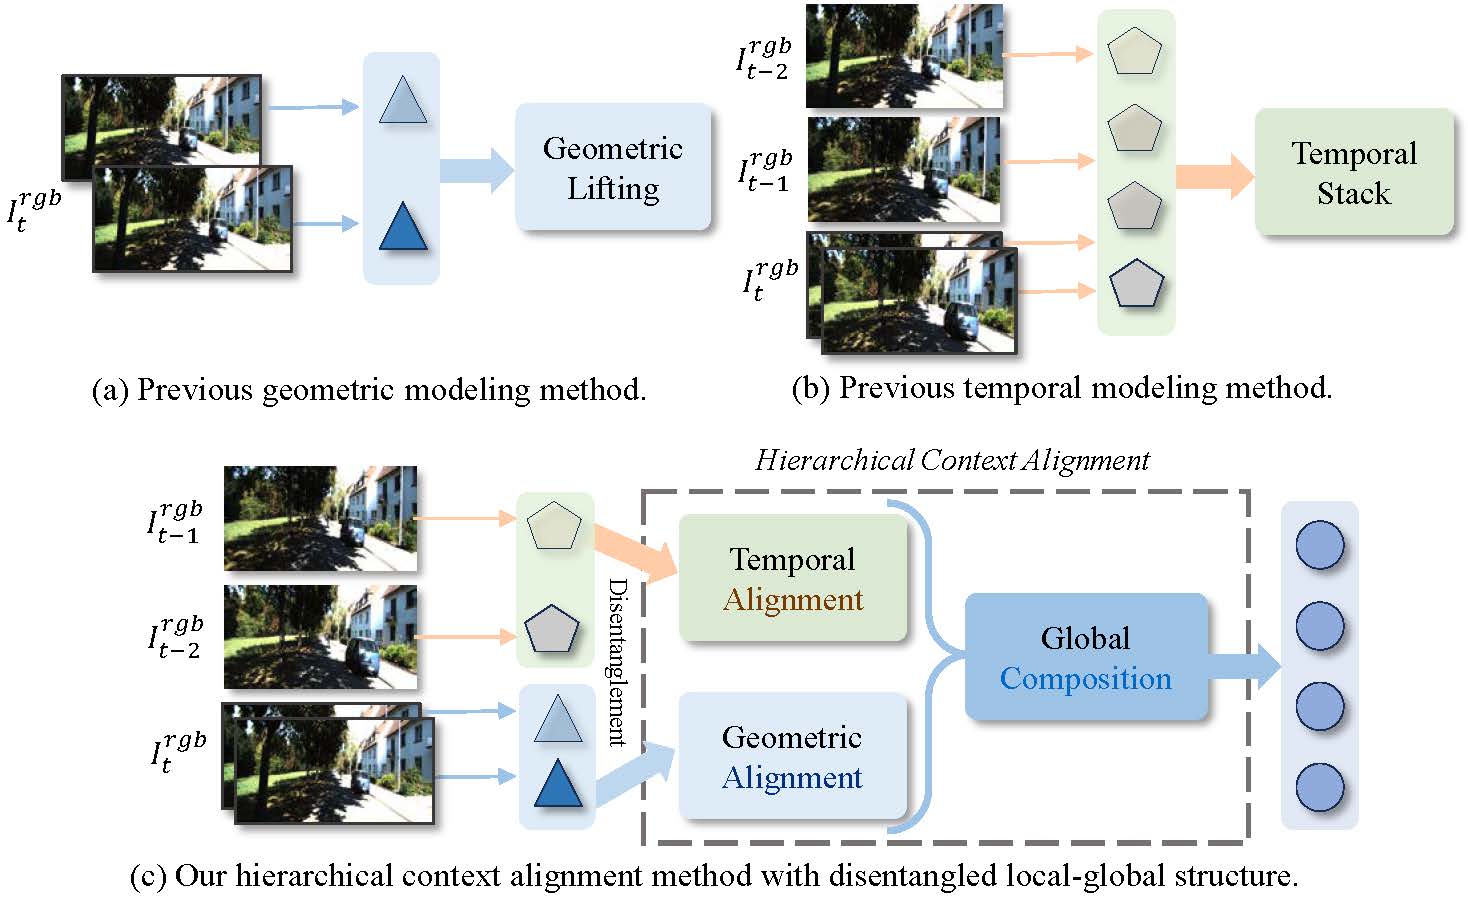 I_t^{rgb}
Geometric
Lifting
(a) Previous geometric modeling method.
I_{t-2}^{rgb}
I_{t-1}^{rgb}
I_t^{rgb}
Temporal
Stack
(b) Previous temporal modeling method.
Hierarchical Context Alignment
I_{t-1}^{rgb}
I_{t-2}^{rgb}
I_t^{rgb}
Disentanglement
Temporal
Alignment
Geometric
Alignment
Global
Composition
(c) Our hierarchical context alignment method with disentangled local-global structure.